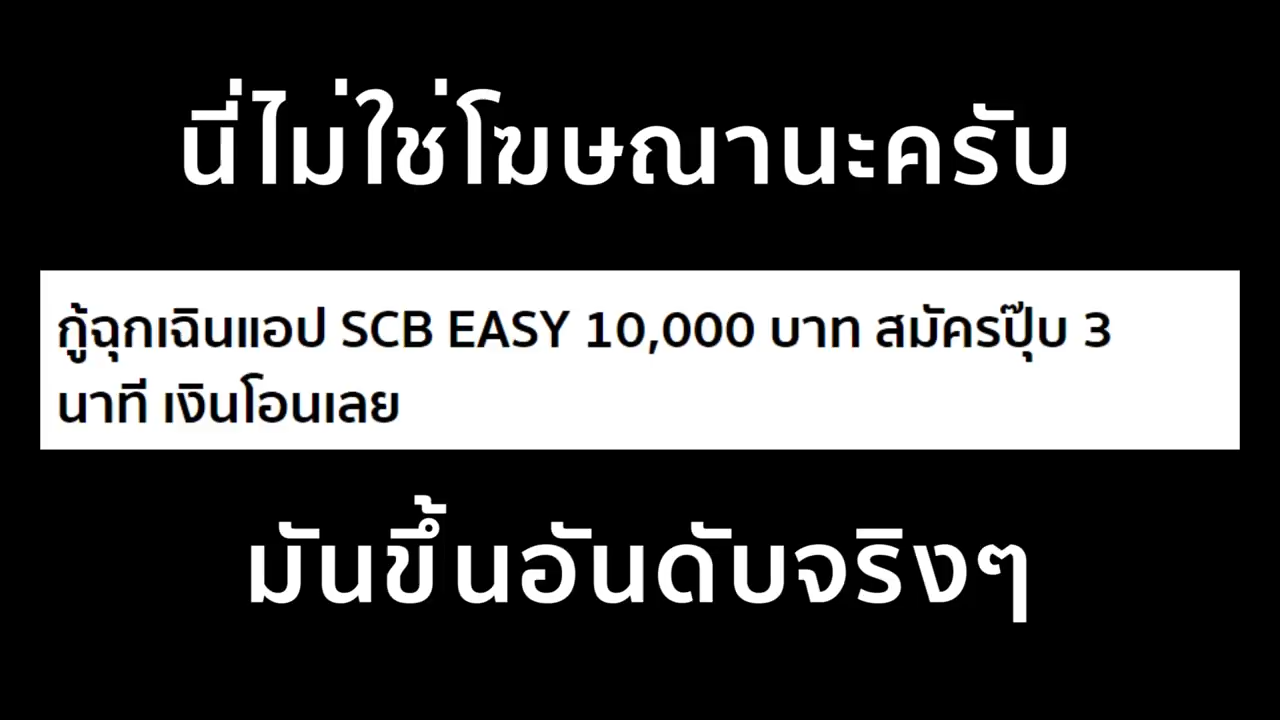 นี่ไม่ใช่โฆษณานะครับ
กู้ฉุกเฉินแอป SCB EASY 10,000 บาท สมัครปุ๊บ 3
นาที เงินโอนเลย
มันขึ้นอันดับจริงๆ